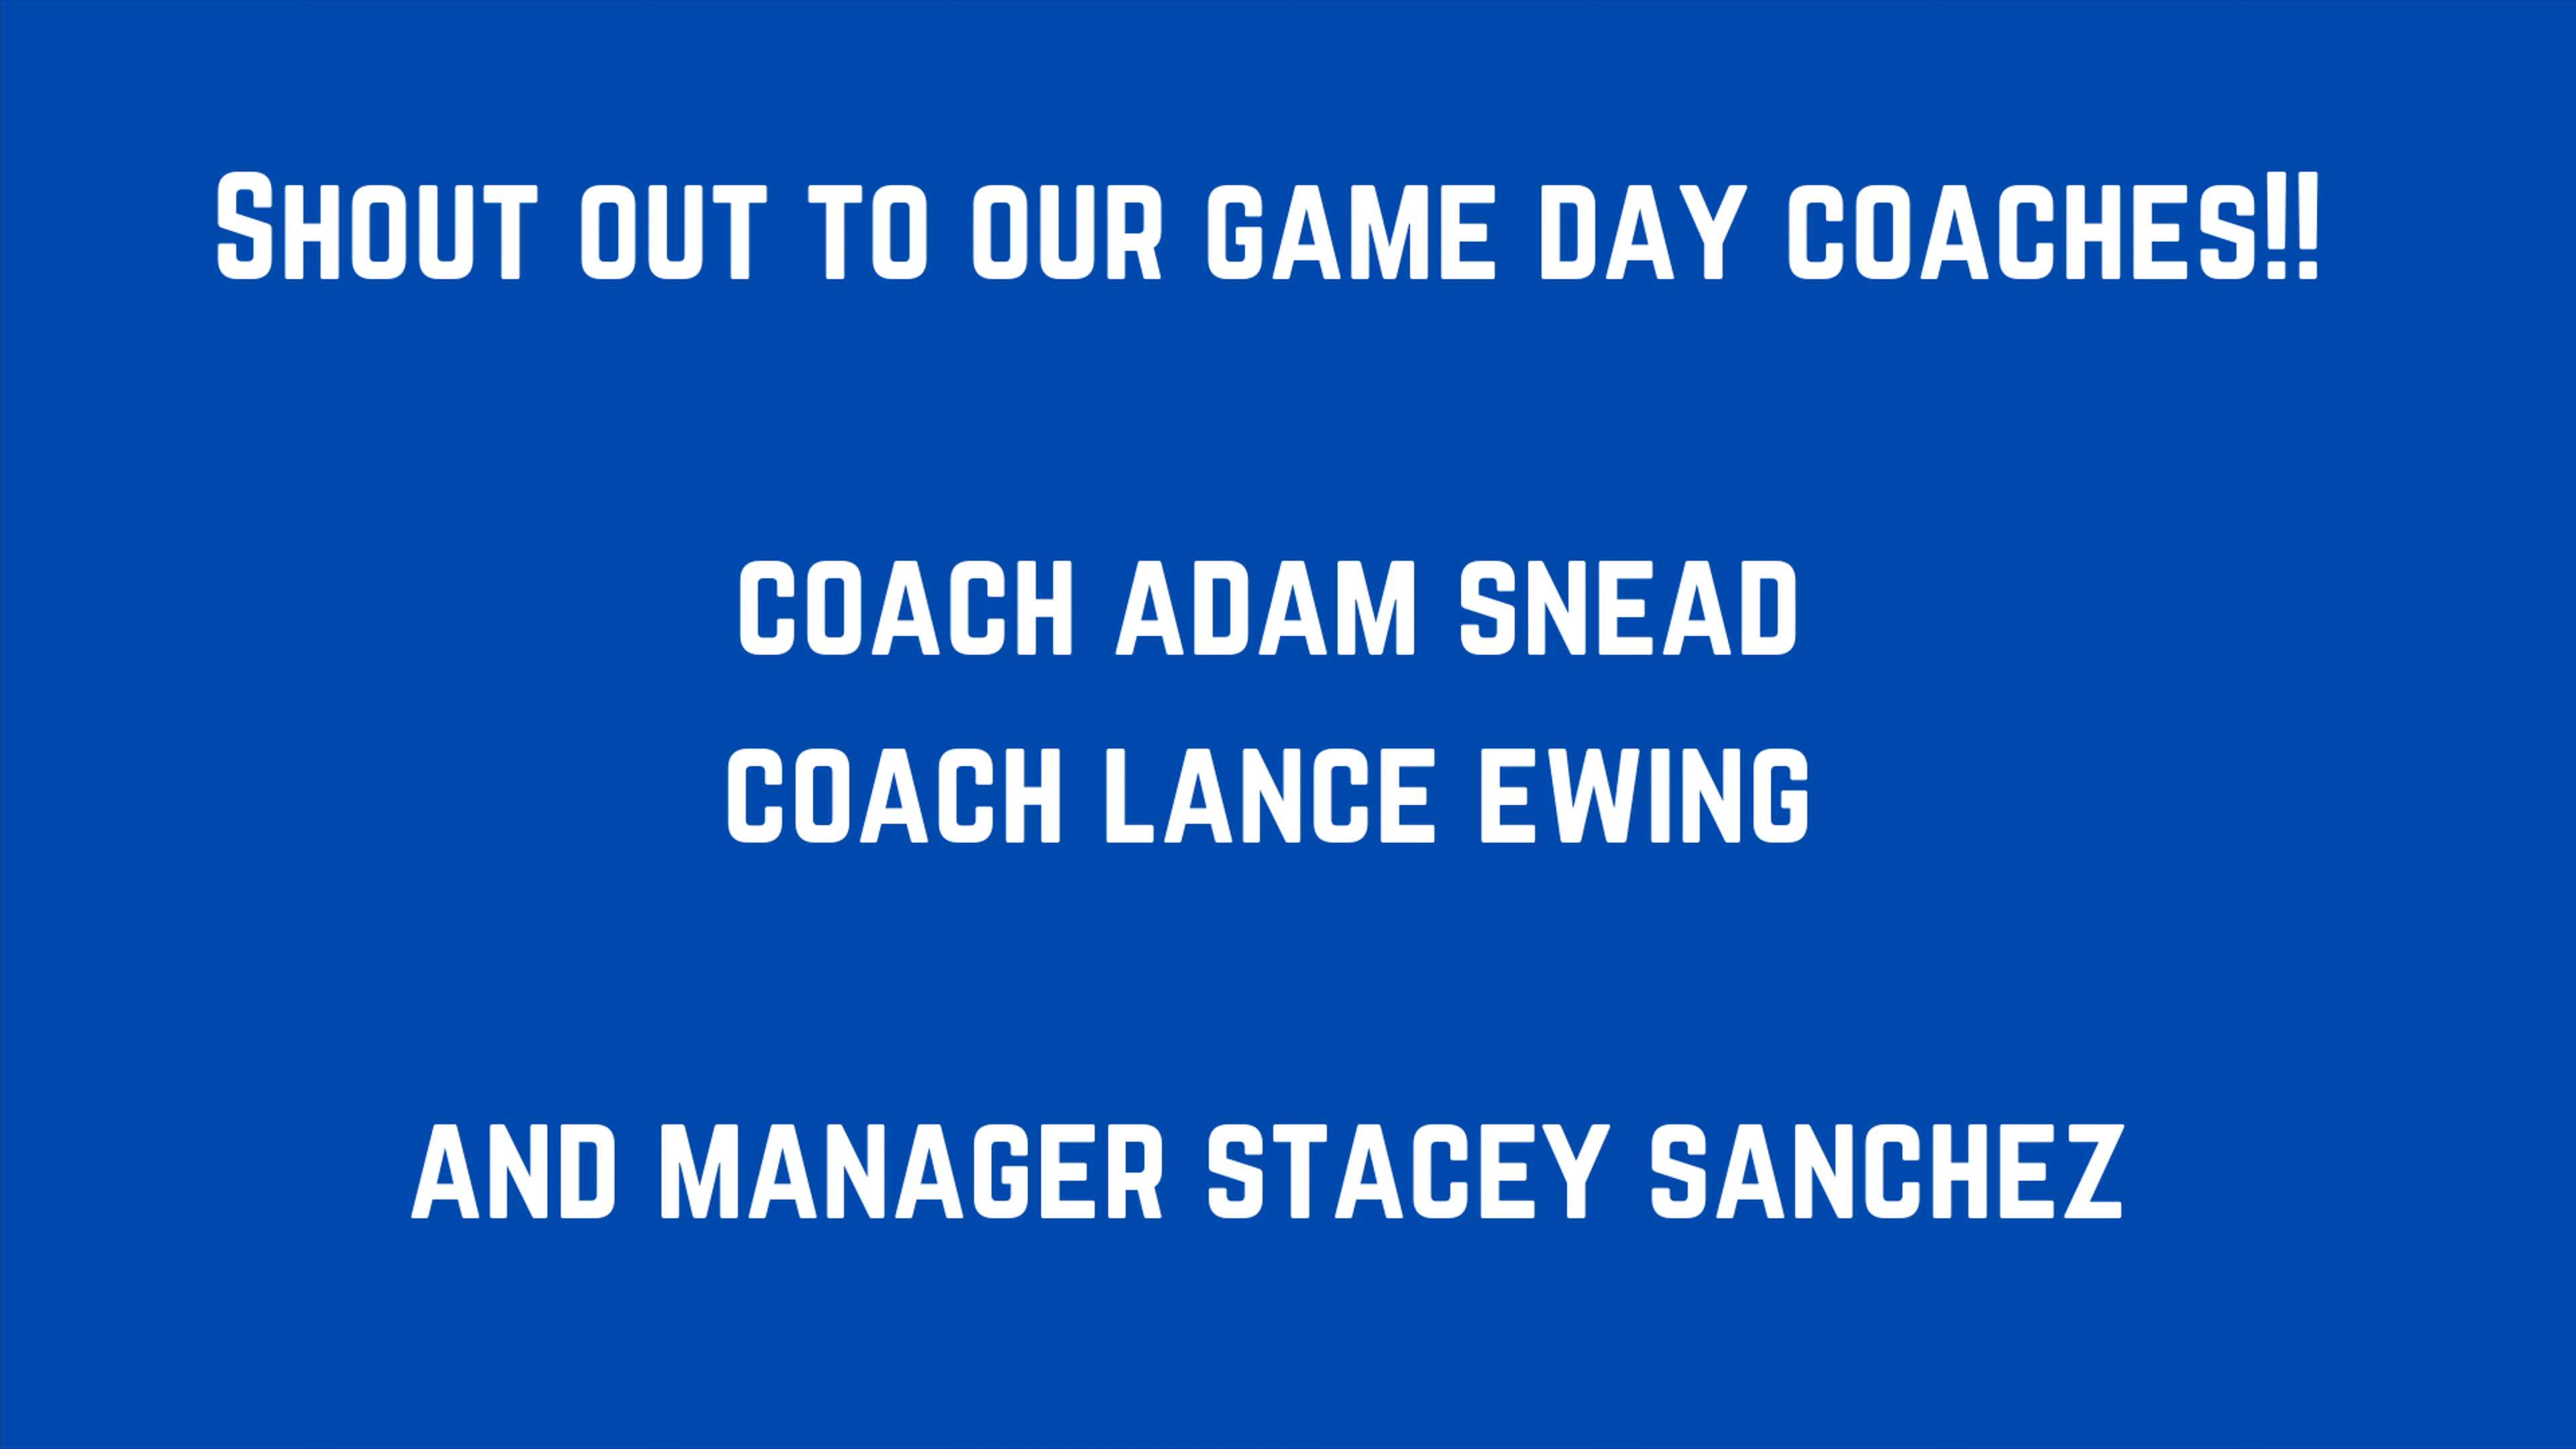 Shout out to our game day coaches!!
coach Adam Snead
coach Lance Ewing
and manager Stacey Sanchez